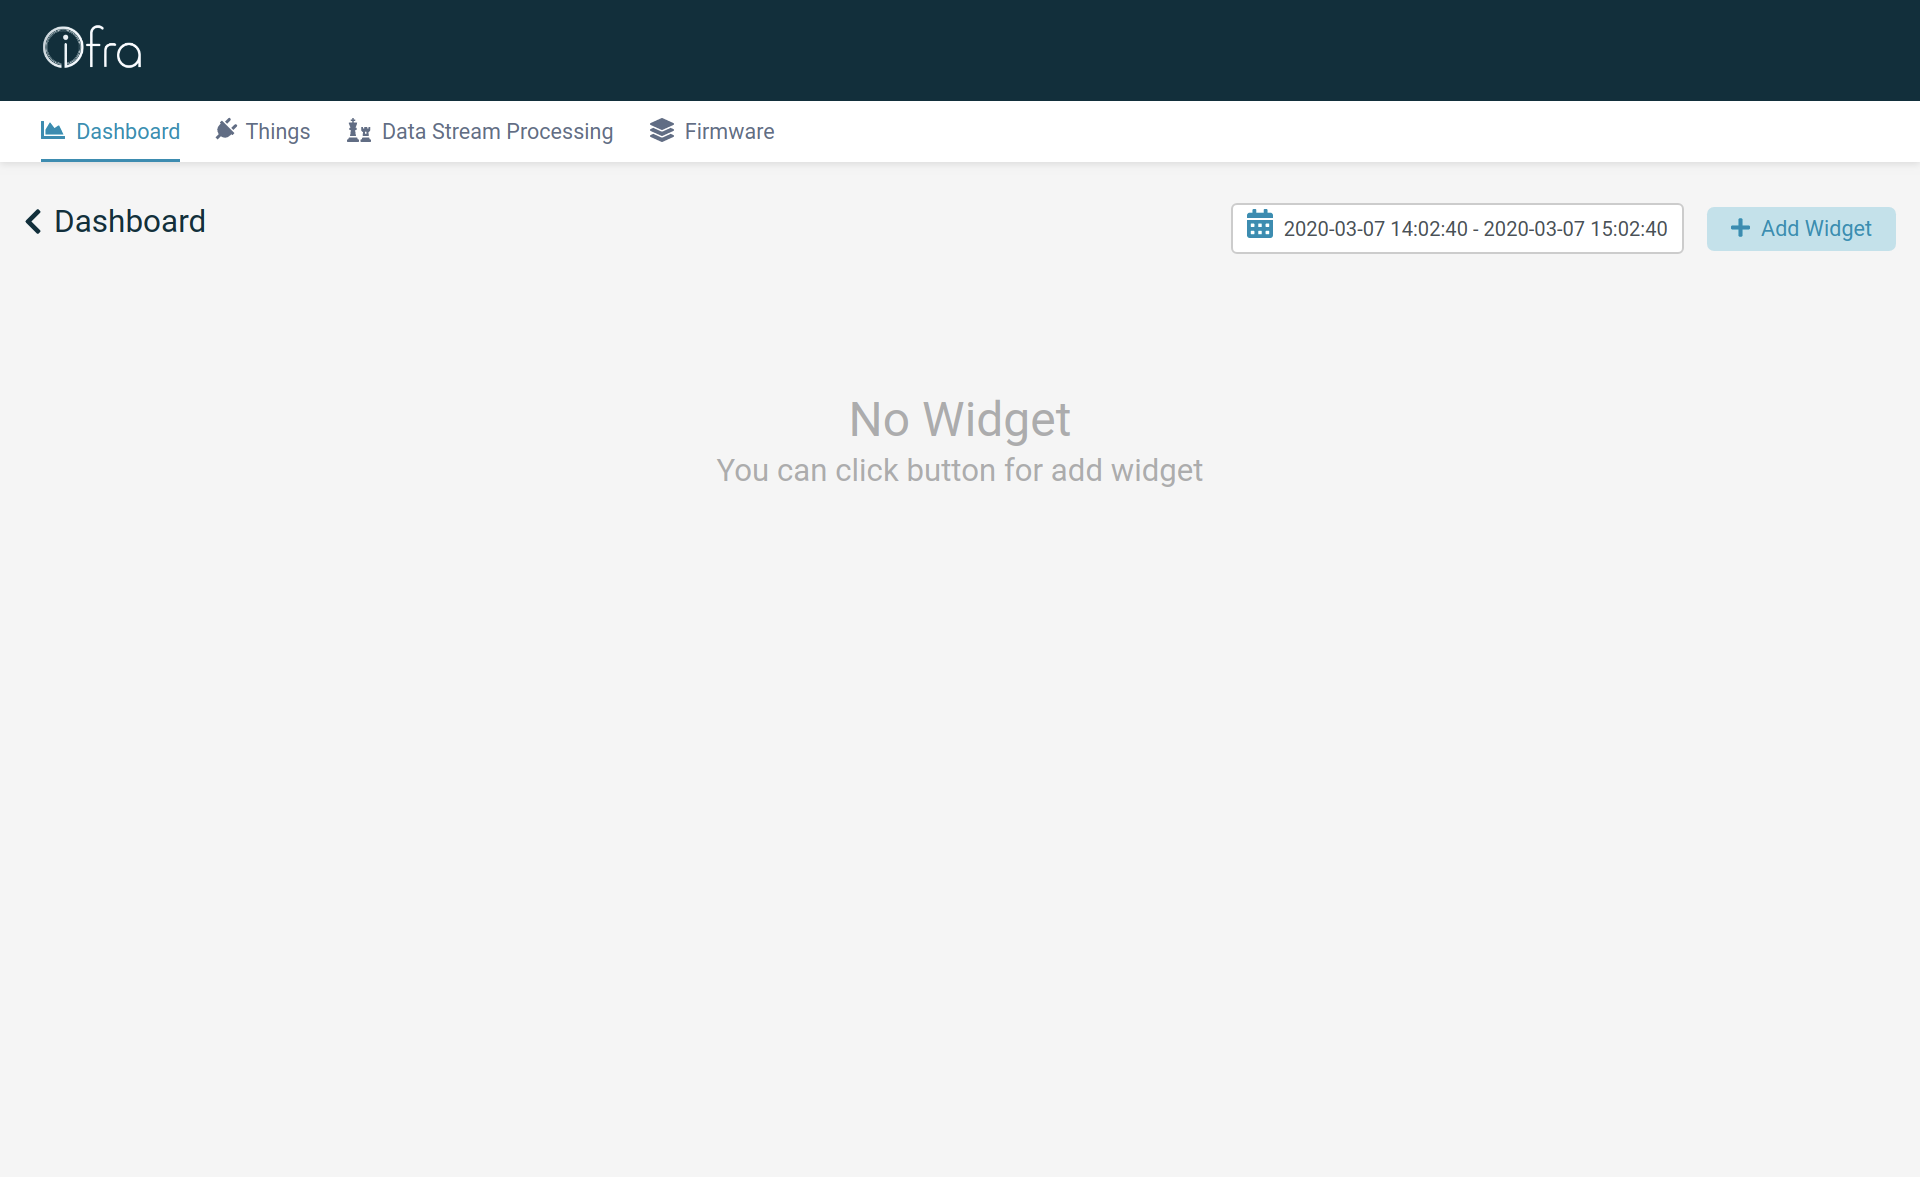 ifra
Dashboard Things Data Stream Processing Firmware
Dashboard
2020-03-07 14:02:40 - 2020-03-07 15:02:40
Add Widget
No Widget
You can click button for add widget